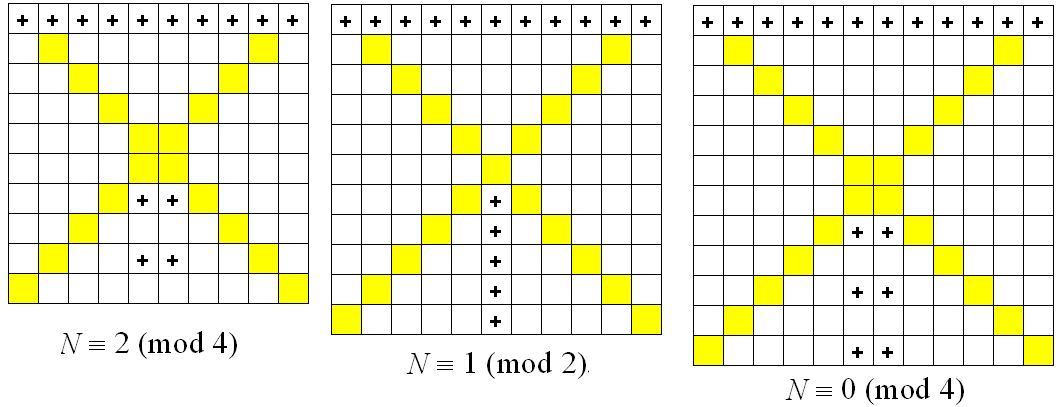 N ≡ 2 (mod 4)
N ≡ 1 (mod 2).
N ≡ 0 (mod 4)